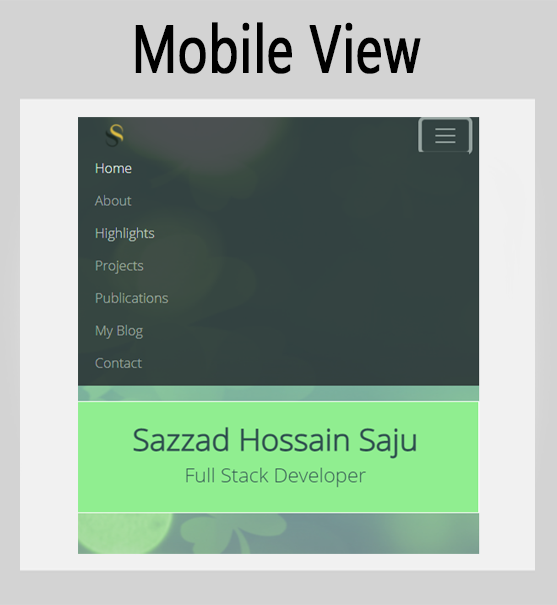 Mobile View
S
Home
About
Highlights
Projects
Publications
My Blog
Contact
Sazzad Hossain Saju
Full Stack Developer